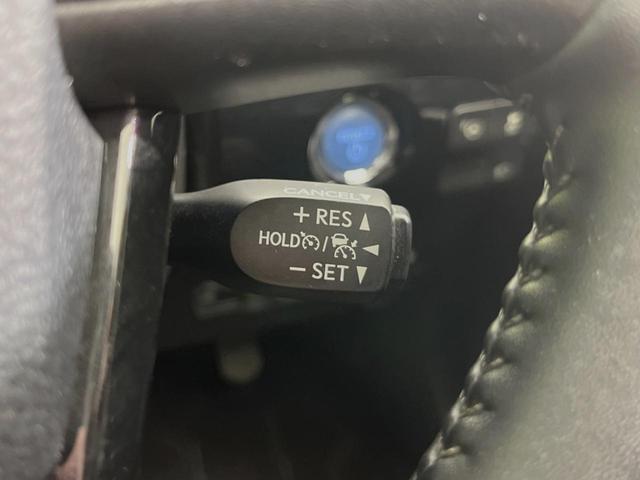 CANCEL
+ RES
HOLD /
- SET